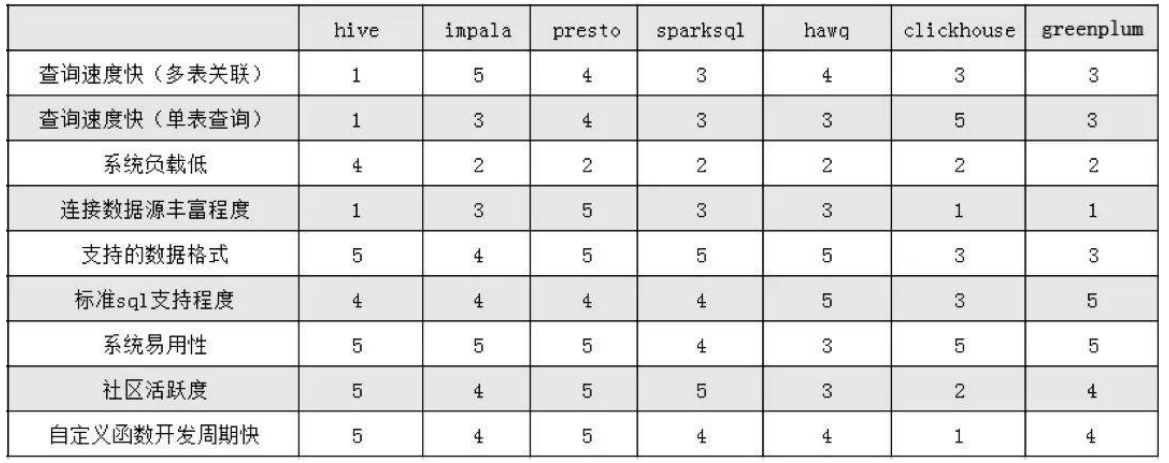 hive impala presto sparksql hawq clickhouse greenplum
查询速度快（多表关联） 1 5 4 3 4 3 3
查询速度快（单表查询） 1 3 4 3 3 5 3
系统负载低 4 2 2 2 2 2 2
连接数据源丰富程度 1 3 5 3 3 1 1
支持的数据格式 5 4 5 5 5 3 3
标准sql支持程度 4 4 4 4 5 3 5
系统易用性 5 5 5 4 3 5 5
社区活跃度 5 4 5 5 3 2 4
自定义函数开发周期快 5 4 5 4 4 1 4